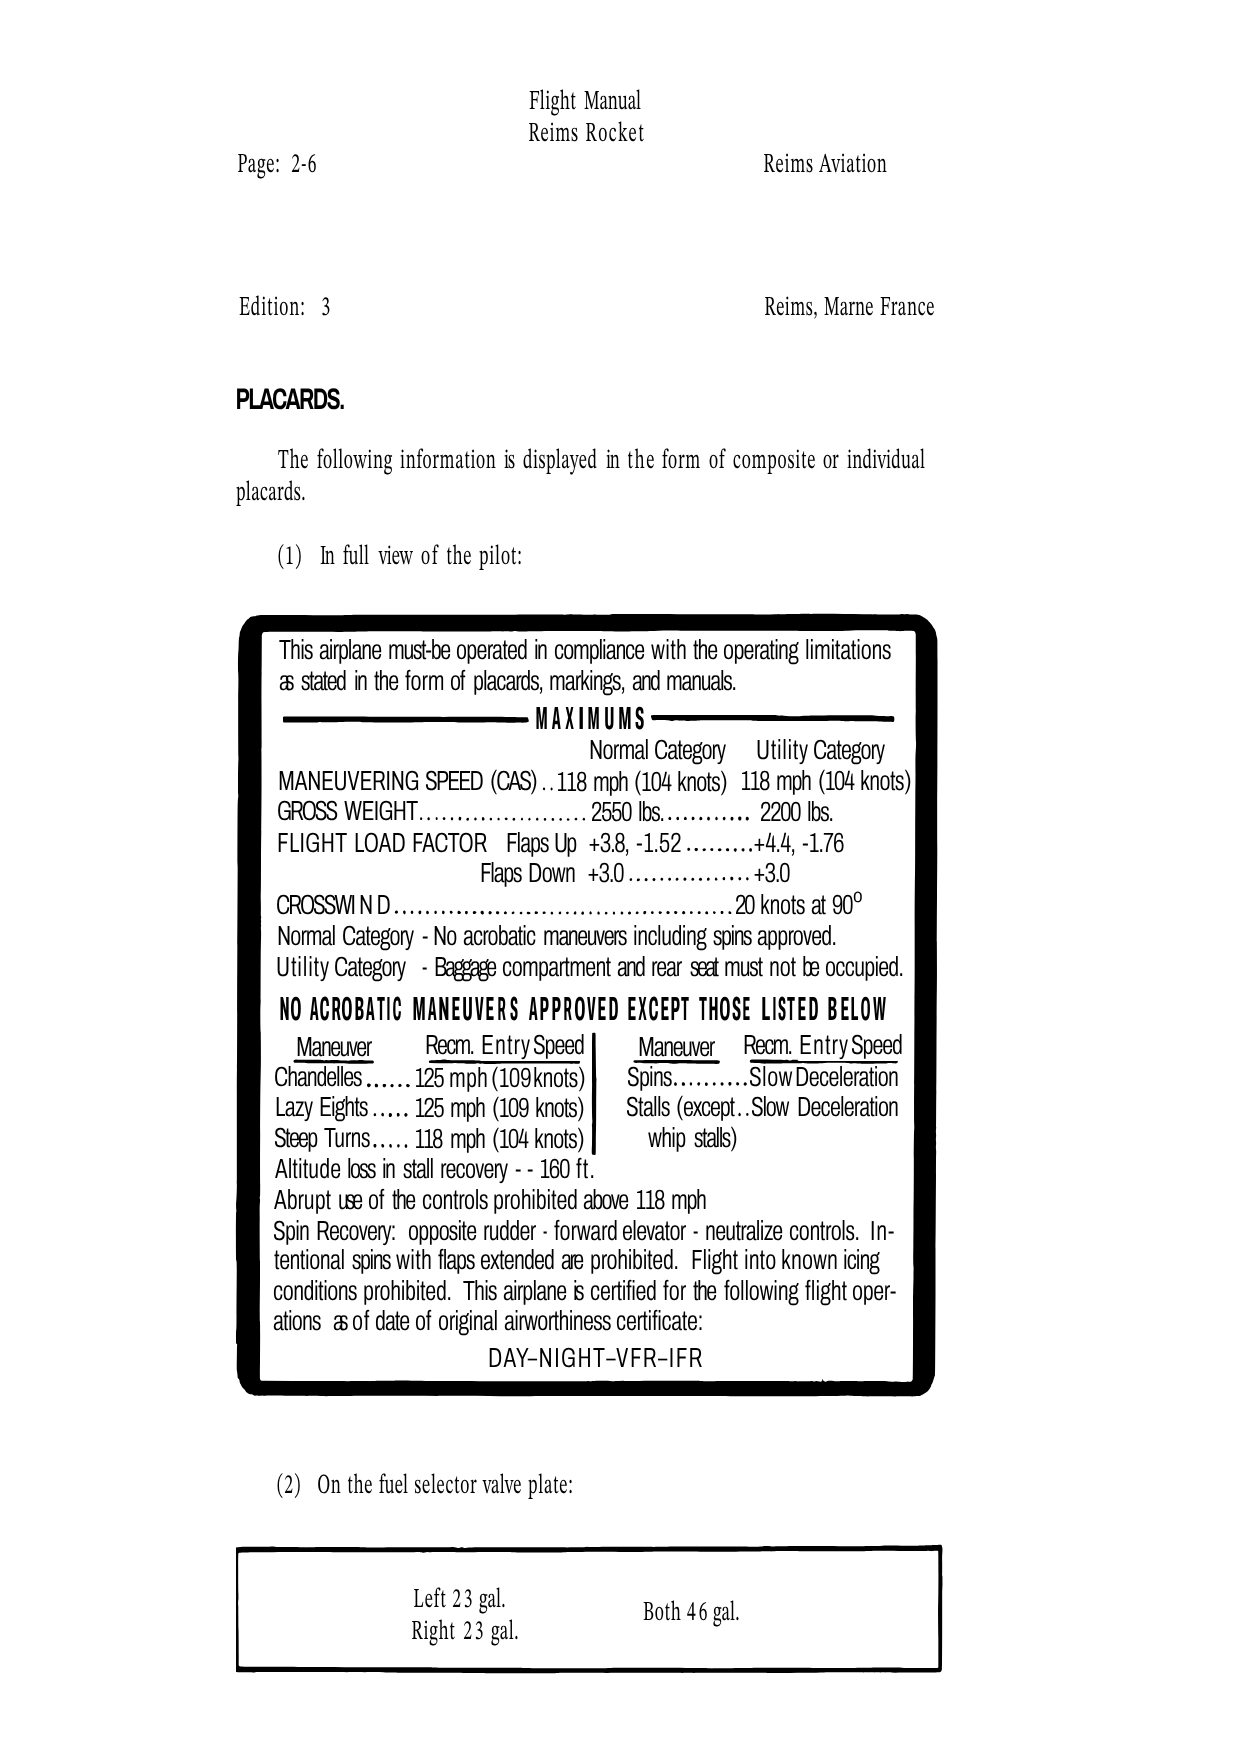 Flight Manual
Reims Rocket
Page: 2-6 Reims Aviation
Edition: 3 Reims, Marne France
PLACARDS.
The following information is displayed in the form of composite or individual
placards.
(1) In full view of the pilot:
This airplane must-be operated in compliance with the operating limitations
as stated in the form of placards, markings, and manuals.
MAXIMUMS
Normal Category Utility Category
MANEUVERING SPEED (CAS) ..118 mph (104 knots) 118 mph (104 knots)
GROSS WEIGHT...................... 2550 lbs............ 2200 lbs.
FLIGHT LOAD FACTOR Flaps Up +3.8, -1.52 .........+4.4, -1.76
Flaps Down +3.0 ................ +3.0
CROSSWIND............................................20 knots at 90º
Normal Category - No acrobatic maneuvers including spins approved.
Utility Category - Baggage compartment and rear seat must not be occupied.
NO ACROBATIC MANEUVERS APPROVED EXCEPT THOSE LISTED BELOW
Maneuver Recm. Entry Speed Maneuver Recm. Entry Speed
Chandelles ...... 125 mph (109 knots) Spins..........Slow Deceleration
Lazy Eights ..... 125 mph (109 knots) Stalls (except..Slow Deceleration
Steep Turns..... 118 mph (104 knots) whip stalls)
Altitude loss in stall recovery - - 160 ft.
Abrupt use of the controls prohibited above 118 mph
Spin Recovery: opposite rudder - forward elevator - neutralize controls. In-
tentional spins with flaps extended are prohibited. Flight into known icing
conditions prohibited. This airplane is certified for the following flight oper-
ations as of date of original airworthiness certificate:
DAY–NIGHT–VFR–IFR
(2) On the fuel selector valve plate:
Left 23 gal.
Both 46 gal.
Right 23 gal.